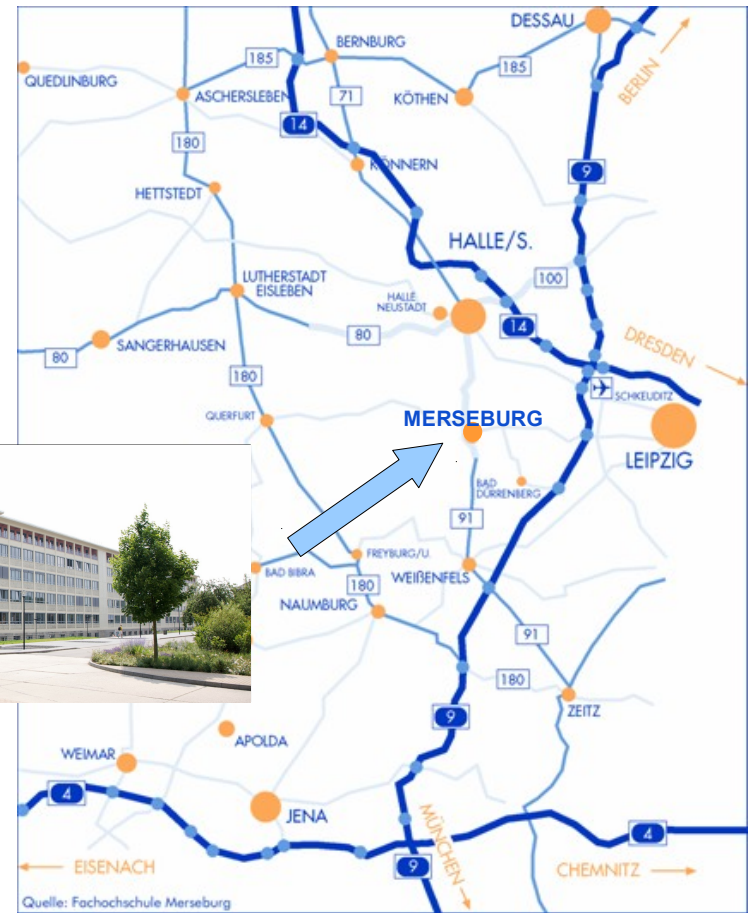 DESSAU
BERNBURG
185
QUEDLINBURG
185
BERLIN
ASCHERSLEBEN
71
KÖTHEN
14
180
KÖNNERN
9
HETTSTEDT
HALLE/S.
100
LUTHERSTADT
EISLEBEN
HALLE
NEUSTADT
14
80
DRESDEN
SANGERHAUSEN
80
180
SCHKEUDITZ
QUERFURT
MERSEBURG
LEIPZIG
BAD
DÜRRENBERG
91
FREYBURG/U.
BAD BIBRA
WEIßENFELS
180
NAUMBURG
91
180
ZEITZ
9
APOLDA
WEIMAR
4
JENA
MÜNCHEN
4
EISENACH
9
CHEMNITZ
Quelle: Fachochschule Merseburg